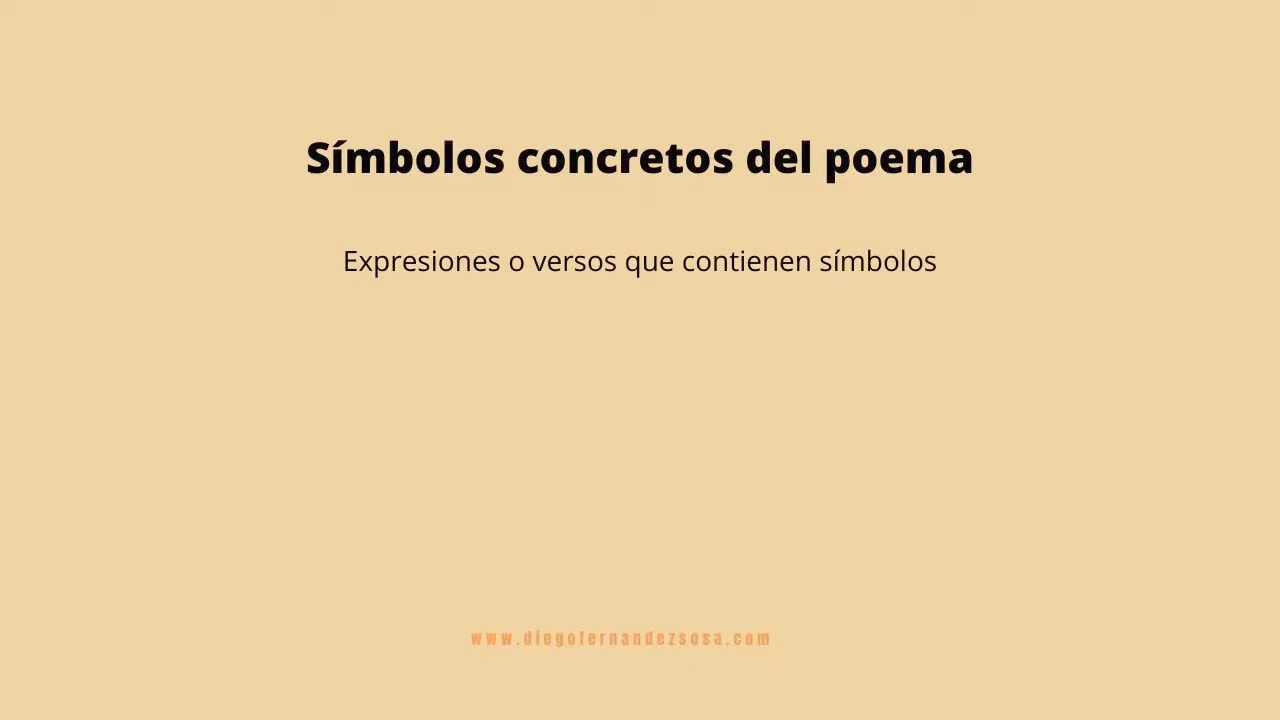 Símbolos concretos del poema
Expresiones o versos que contienen símbolos
www.diegofernandezsosa.com